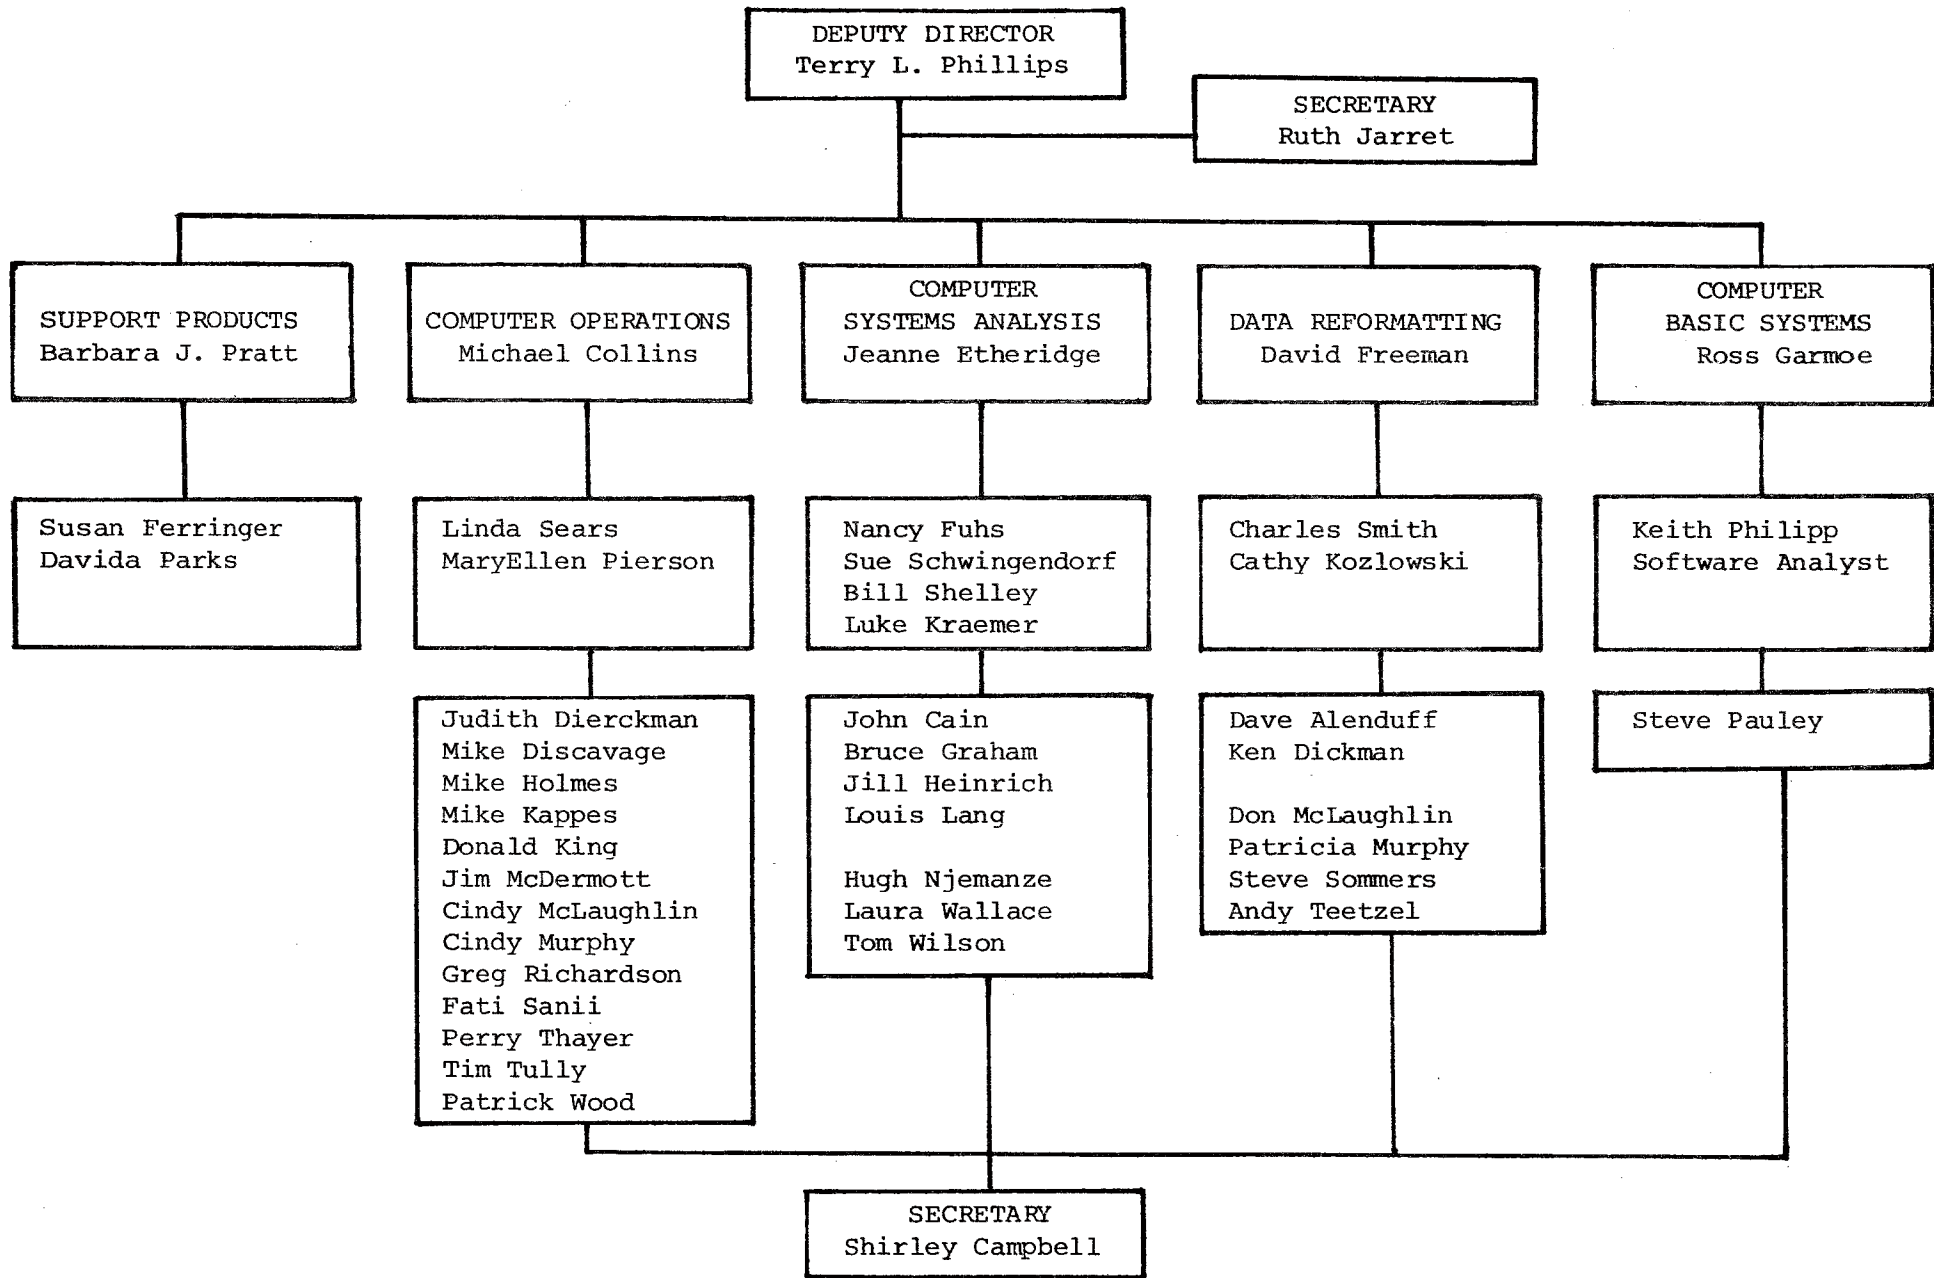 DEPUTY DIRECTOR
Terry L. Phillips
SECRETARY
Ruth Jarret
SUPPORT PRODUCTS
Barbara J. Pratt
COMPUTER OPERATIONS
Michael Collins
COMPUTER
SYSTEMS ANALYSIS
Jeanne Etheridge
DATA REFORMATTING
David Freeman
COMPUTER
BASIC SYSTEMS
Ross Garmoe
Susan Ferringer
Davida Parks
Linda Sears
MaryEllen Pierson
Nancy Fuhs
Sue Schwingendorf
Bill Shelley
Luke Kraemer
Charles Smith
Cathy Kozlowski
Keith Philipp
Software Analyst
Judith Dierckman
Mike Discavage
Mike Holmes
Mike Kappes
Donald King
Jim McDermott
Cindy McLaughlin
Cindy Murphy
Greg Richardson
Fati Sanii
Perry Thayer
Tim Tully
Patrick Wood
John Cain
Bruce Graham
Jill Heinrich
Louis Lang
Hugh Njemanze
Laura Wallace
Tom Wilson
Dave Alenduff
Ken Dickman
Don McLaughlin
Patricia Murphy
Steve Sommers
Andy Teetzel
Steve Pauley
SECRETARY
Shirley Campbell